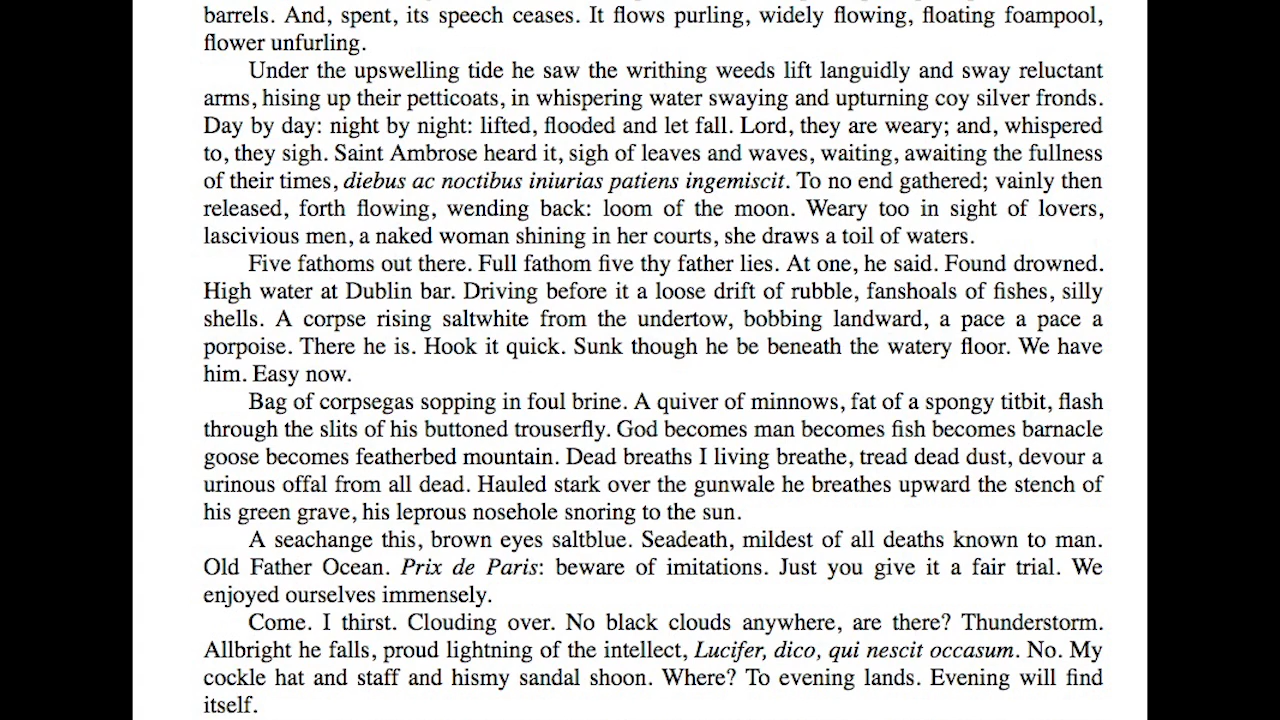 barrels. And, spent, its speech ceases. It flows purling, widely flowing, floating foampool,
flower unfurling.
Under the upswelling tide he saw the writhing weeds lift languidly and sway reluctant
arms, hising up their petticoats, in whispering water swaying and upturning coy silver fronds.
Day by day: night by night: lifted, flooded and let fall. Lord, they are weary; and, whispered
to, they sigh. Saint Ambrose heard it, sigh of leaves and waves, waiting, awaiting the fullness
of their times, diebus ac noctibus iniurias patiens ingemiscit. To no end gathered; vainly then
released, forth flowing, wending back: loom of the moon. Weary too in sight of lovers,
lascivious men, a naked woman shining in her courts, she draws a toil of waters.
Five fathoms out there. Full fathom five thy father lies. At one, he said. Found drowned.
High water at Dublin bar. Driving before it a loose drift of rubble, fanshoals of fishes, silly
shells. A corpse rising saltwhite from the undertow, bobbing landward, a pace a pace a
porpoise. There he is. Hook it quick. Sunk though he be beneath the watery floor. We have
him. Easy now.
Bag of corpsegas sopping in foul brine. A quiver of minnows, fat of a spongy titbit, flash
through the slits of his buttoned trouserfly. God becomes man becomes fish becomes barnacle
goose becomes featherbed mountain. Dead breaths I living breathe, tread dead dust, devour a
urinous offal from all dead. Hauled stark over the gunwale he breathes upward the stench of
his green grave, his leprous nosehole snoring to the sun.
A seachange this, brown eyes saltblue. Seadeath, mildest of all deaths known to man.
Old Father Ocean. Prix de Paris: beware of imitations. Just you give it a fair trial. We
enjoyed ourselves immensely.
Come. I thirst. Clouding over. No black clouds anywhere, are there? Thunderstorm.
Allbright he falls, proud lightning of the intellect, Lucifer, dico, qui nescit occasum. No. My
cockle hat and staff and hismy sandal shoon. Where? To evening lands. Evening will find
itself.